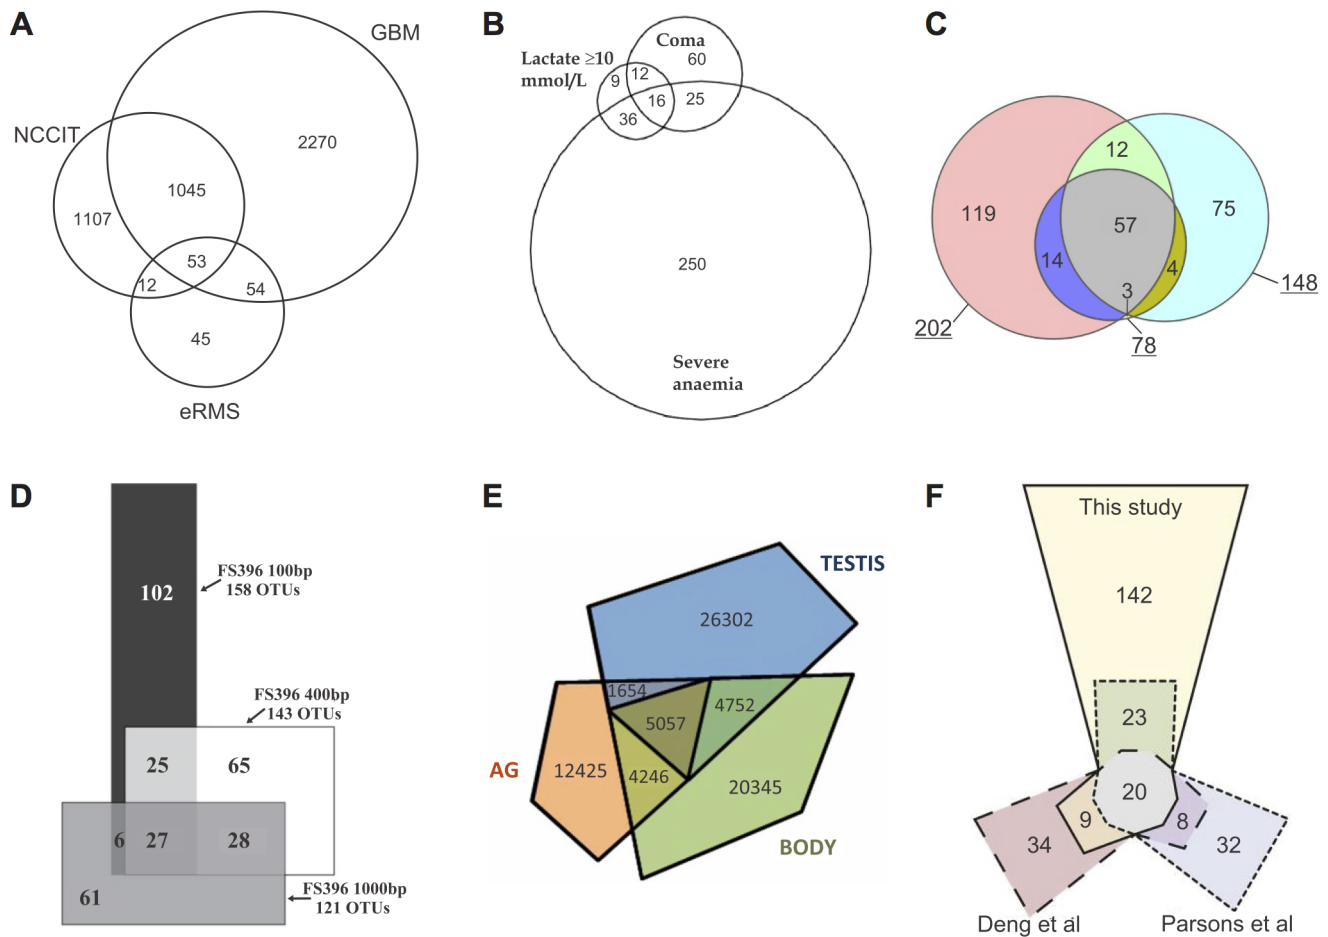 A
GBM
NCCIT
2270
1045
1107
53
12
54
45
eRMS
B
Coma
60
Lactate ≥10
mmol/L
9
12
16
25
36
250
Severe
anaemia
C
12
119
57
75
14
4
3
148
202
78
D
102
FS396 100bp
158 OTUs
FS396 400bp
143 OTUs
25
65
6
27
28
61
FS396 1000bp
121 OTUs
E
TESTIS
26302
1654
4752
5057
AG
12425
4246
20345
BODY
F
This study
142
23
20
9
8
34
32
Deng et al
Parsons et al